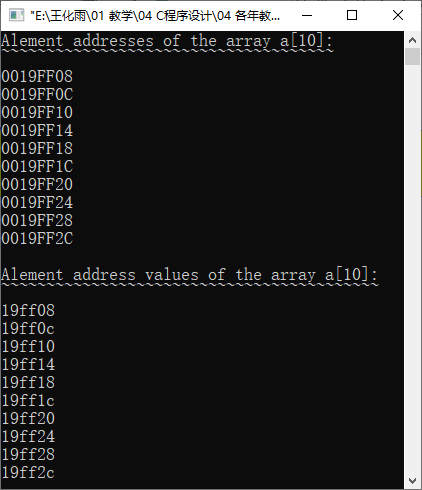 "E:\王化雨\01 教学\04 C程序设计\04 各年教...
Alement addresses of the array a[10]:
~~~~~~~~~~~~~~~~~~~~~~~~~~~~~~~~~~~~~
0019FF08
0019FF0C
0019FF10
0019FF14
0019FF18
0019FF1C
0019FF20
0019FF24
0019FF28
0019FF2C
Alement address values of the array a[10]:
~~~~~~~~~~~~~~~~~~~~~~~~~~~~~~~~~~~~~~~~~~
19ff08
19ff0c
19ff10
19ff14
19ff18
19ff1c
19ff20
19ff24
19ff28
19ff2c